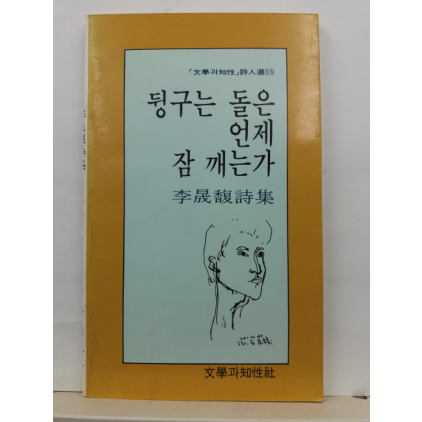 「文學과知性」詩人選 13
뒹구는 돌은
언제
잠 깨는가
李晟馥詩集
文學과知性社